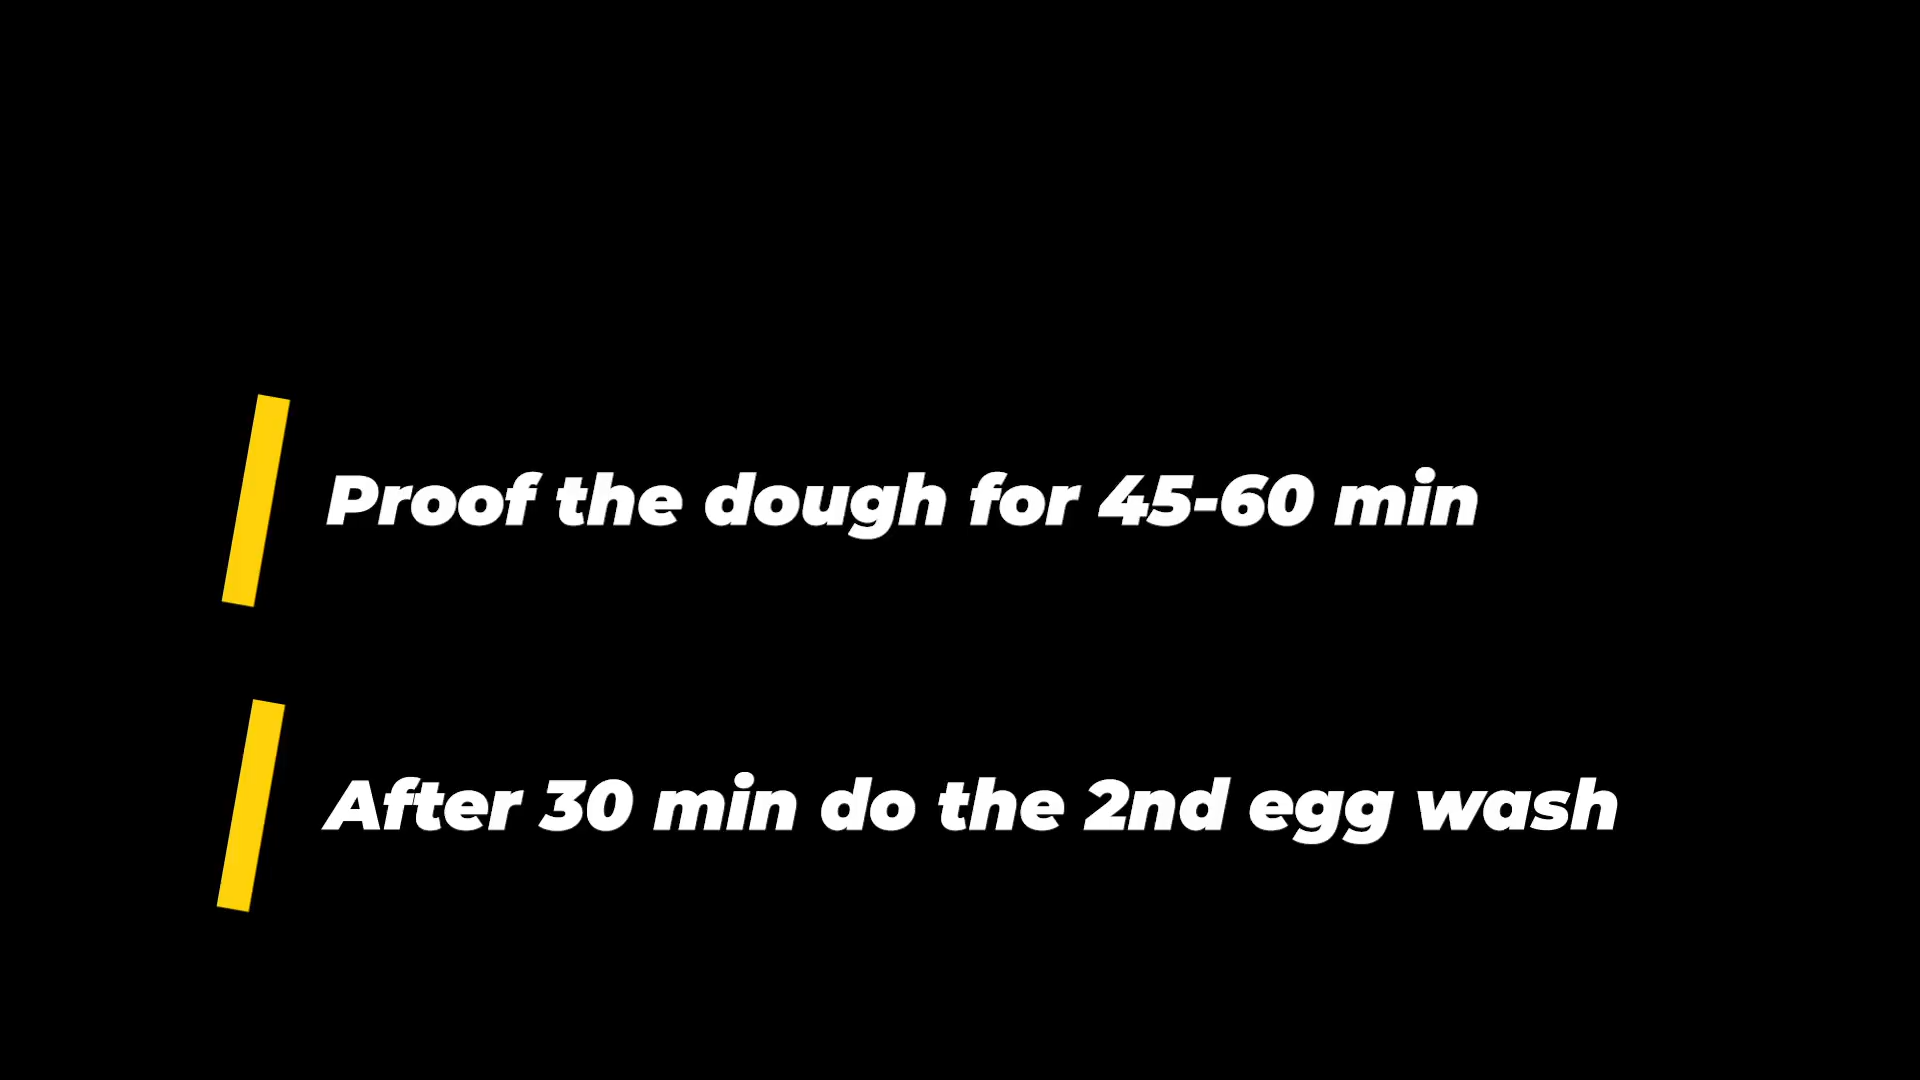 Proof the dough for 45-60 min
After 30 min do the 2nd egg wash